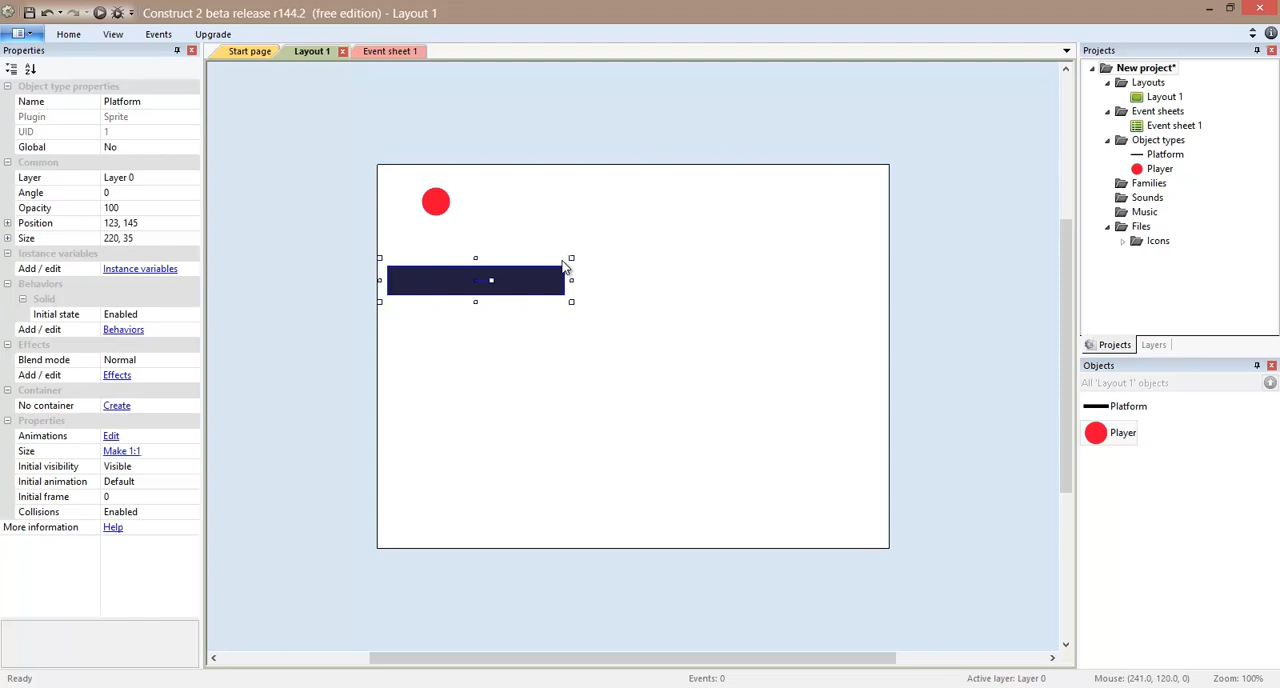 Construct 2 beta release r144.2 (free edition) - Layout 1
Home View Events Upgrade
Properties
Start page Layout 1 Event sheet 1
Projects
Object type properties
Name Platform
Plugin Sprite
UID 1
Global No
Common
Layer Layer 0
Angle 0
Opacity 100
Position 123, 145
Size 220, 35
Instance variables
Add / edit Instance variables
Behaviors
Solid
Initial state Enabled
Add / edit Behaviors
Effects
Blend mode Normal
Add / edit Effects
Container
No container Create
Properties
Animations Edit
Size Make 1:1
Initial visibility Visible
Initial animation Default
Initial frame 0
Collisions Enabled
More information Help
New project*
Layouts
Layout 1
Event sheets
Event sheet 1
Object types
Platform
Player
Families
Sounds
Music
Files
Icons
Projects Layers
Objects
All 'Layout 1' objects
Platform
Player
Ready Events: 0 Active layer: Layer 0 Mouse: (241.0, 120.0, 0) Zoom: 100%